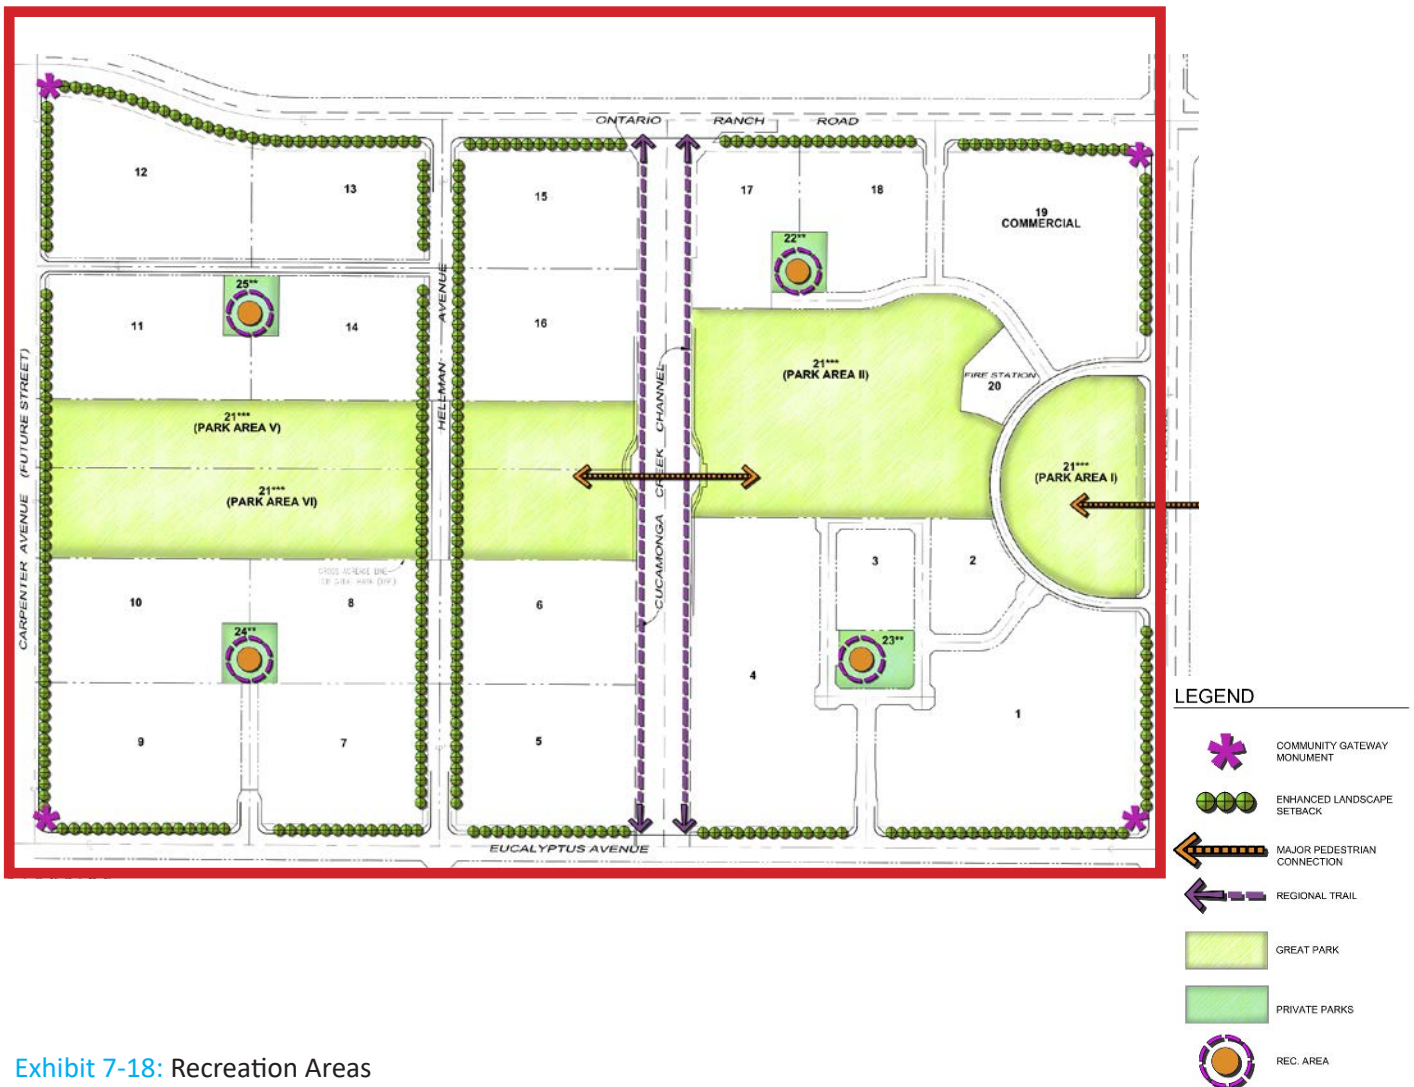 ONTARIO RANCH ROAD
12
13
15
17
18
19
COMMERCIAL
22**
25**
11
14
16
HELLMAN AVENUE
CUCAMONGA CREEK CHANNEL
CARPENTER AVENUE (FUTURE STREET)
21***
(PARK AREA II)
FIRE STATION
20
21***
(PARK AREA V)
21***
(PARK AREA VI)
21***
(PARK AREA I)
3
2
10
8
6
24**
23**
4
1
9
7
5
EUCALYPTUS AVENUE
LEGEND
COMMUNITY GATEWAY
MONUMENT
ENHANCED LANDSCAPE
SETBACK
MAJOR PEDESTRIAN
CONNECTION
REGIONAL TRAIL
GREAT PARK
PRIVATE PARKS
REC. AREA
Exhibit 7-18: Recreation Areas